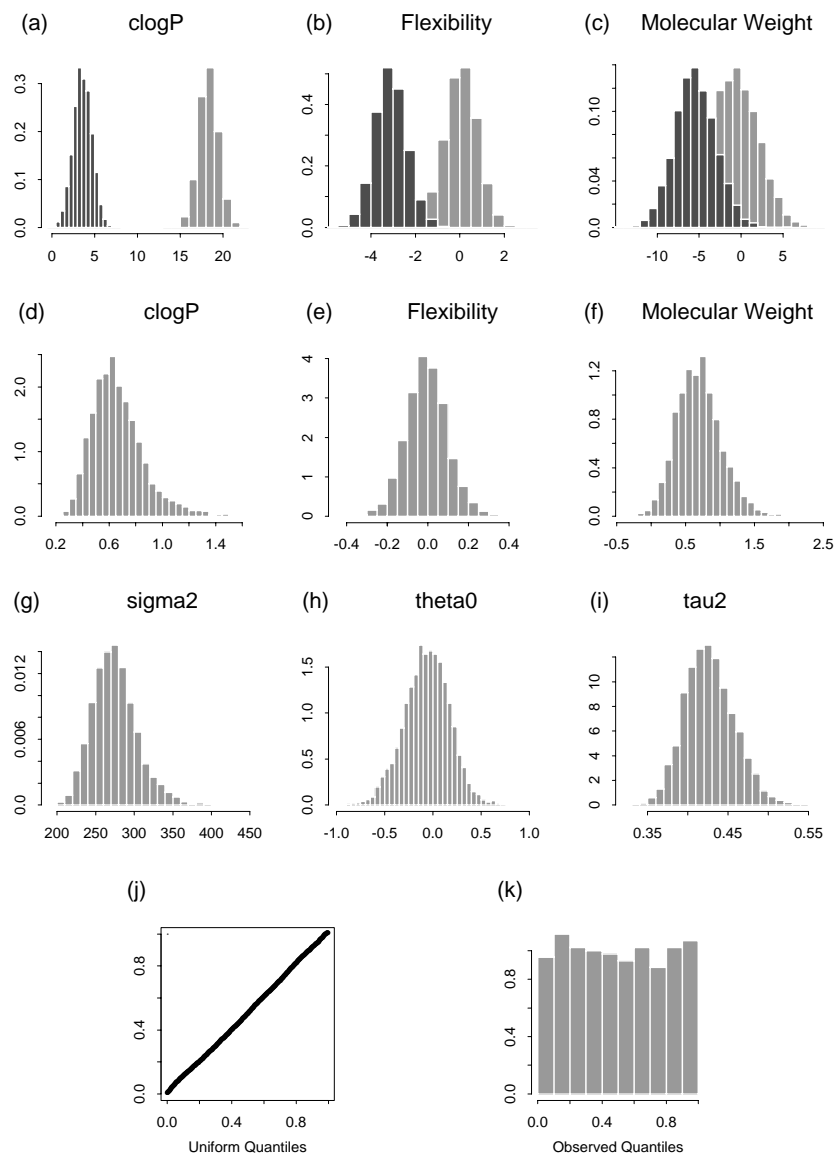 (a) clogP
(b) Flexibility
(c) Molecular Weight
0.0 0.1 0.2 0.3
0 5 10 15 20
0.0 0.2 0.4
-4 -2 0 2
0.0 0.04 0.10
-10 -5 0 5
(d) clogP
(e) Flexibility
(f) Molecular Weight
0.0 1.0 2.0
0.2 0.6 1.0 1.4
0 1 2 3 4
-0.4 -0.2 0.0 0.2 0.4
0.0 0.4 0.8 1.2
-0.5 0.5 1.5 2.5
(g) sigma2
(h) theta0
(i) tau2
0.0 0.006 0.012
200 250 300 350 400 450
0.0 0.5 1.0 1.5
-1.0 -0.5 0.0 0.5 1.0
0 2 4 6 8 10
0.35 0.45 0.55
(j)
(k)
0.0 0.4 0.8
0.0 0.4 0.8
Uniform Quantiles
0.0 0.4 0.8
0.0 0.4 0.8
Observed Quantiles